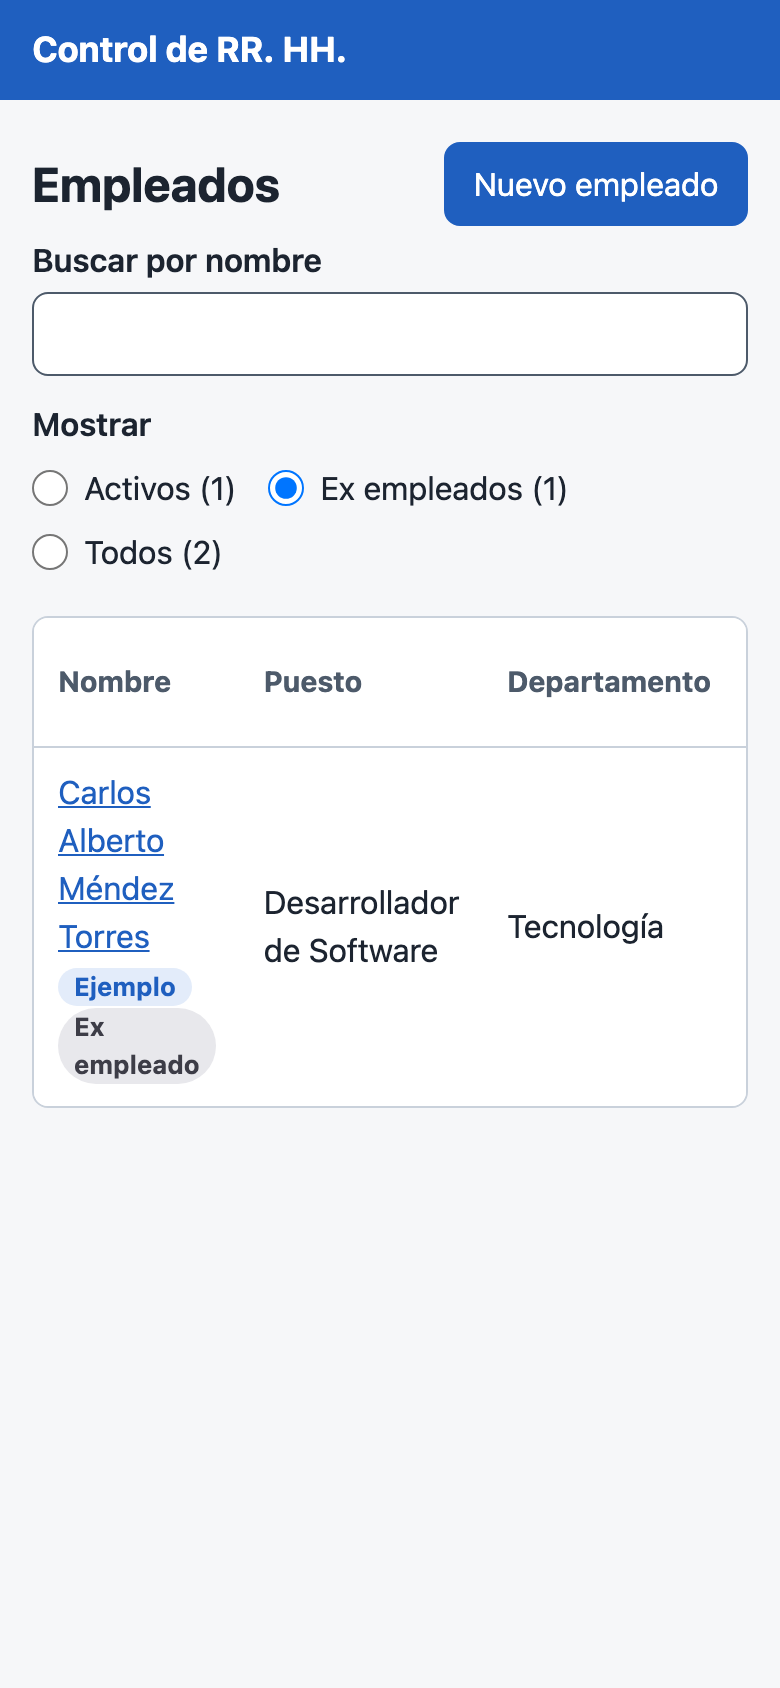 Control de RR. HH.
Empleados
Nuevo empleado
Buscar por nombre
Mostrar
Activos (1)
Ex empleados (1)
Todos (2)
Nombre
Puesto
Departamento
Carlos
Alberto
Méndez
Torres
Ejemplo
Ex
empleado
Desarrollador
de Software
Tecnología